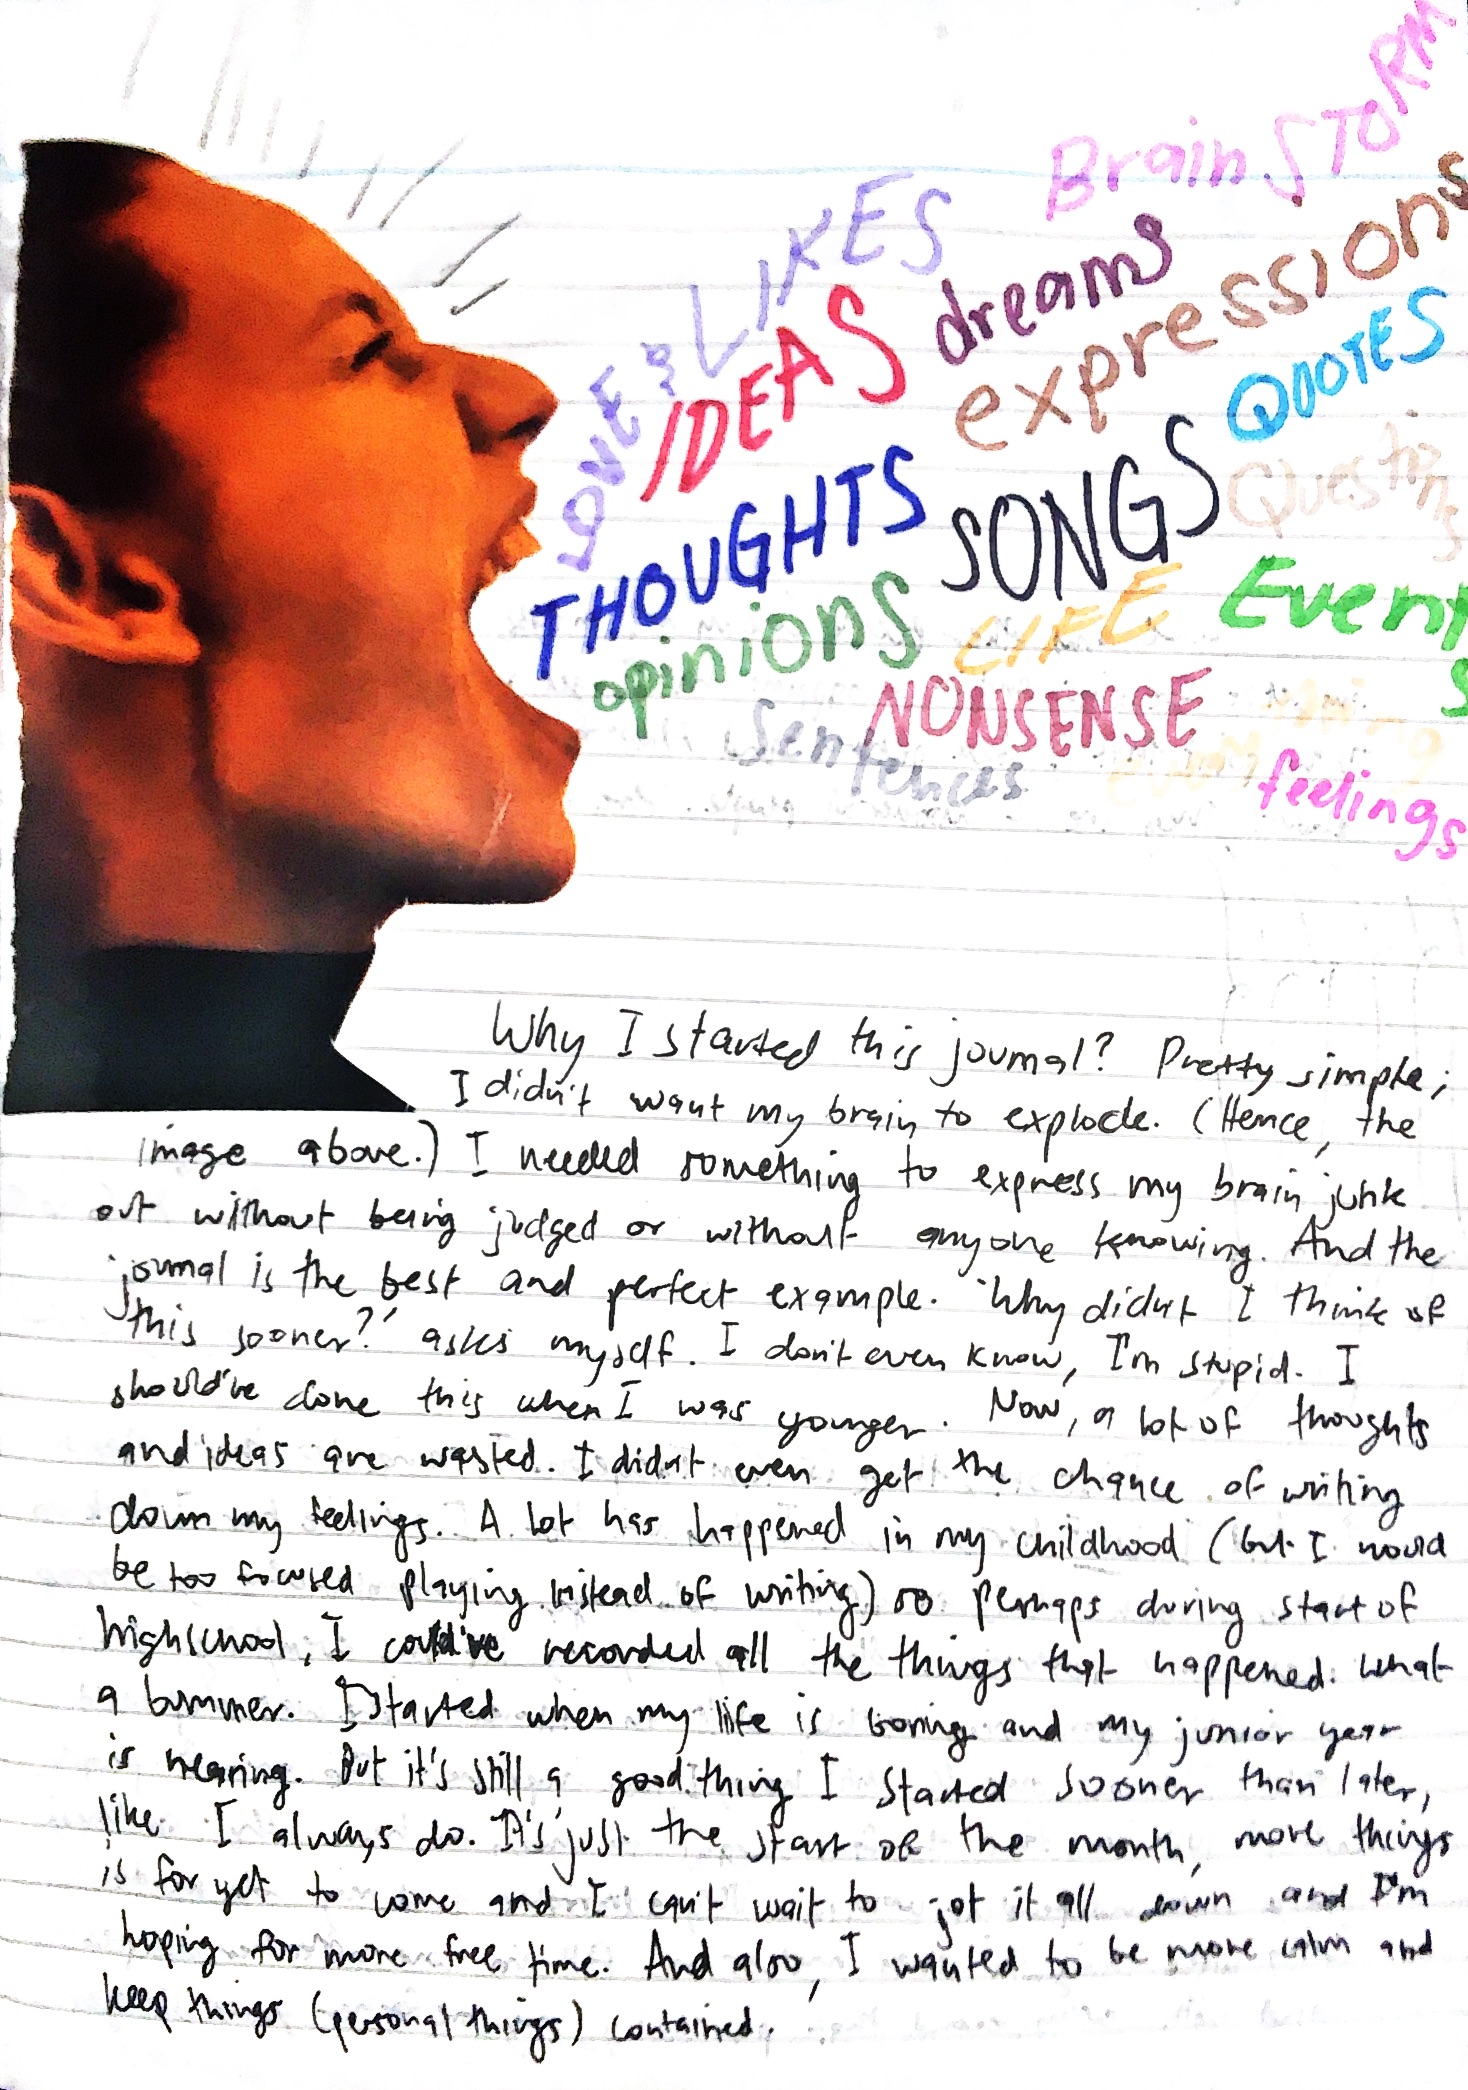 Brain STORM
LOVE & LIKES
dreams
expressions
IDEAS
QUOTES
THOUGHTS
SONGS
Questions
opinions
LIFE
Events
NONSENSE
Sentences
feelings
Why I started this journal? Pretty simple;
I didn't want my brain to explode. (Hence, the
image above.) I needed something to express my brain junk
out without being judged or without anyone knowing. And the
journal is the best and perfect example. 'Why didn't I think of
this sooner?' asks myself. I don't even know, I'm stupid. I
should've done this when I was younger. Now, a lot of thoughts
and ideas are wasted. I didn't even get the chance of writing
down my feelings. A lot has happened in my childhood (but I would
be too focused playing instead of writing) so perhaps during start of
highschool, I could've recorded all the things that happened. What
a bummer. I started when my life is boring and my junior year
is nearing. But it's still a good thing I started sooner than later,
like I always do. It's just the start of the month, more things
is for yet to come and I can't wait to jot it all down and I'm
hoping for more free time. And also, I wanted to be more calm and
keep things (personal things) contained.